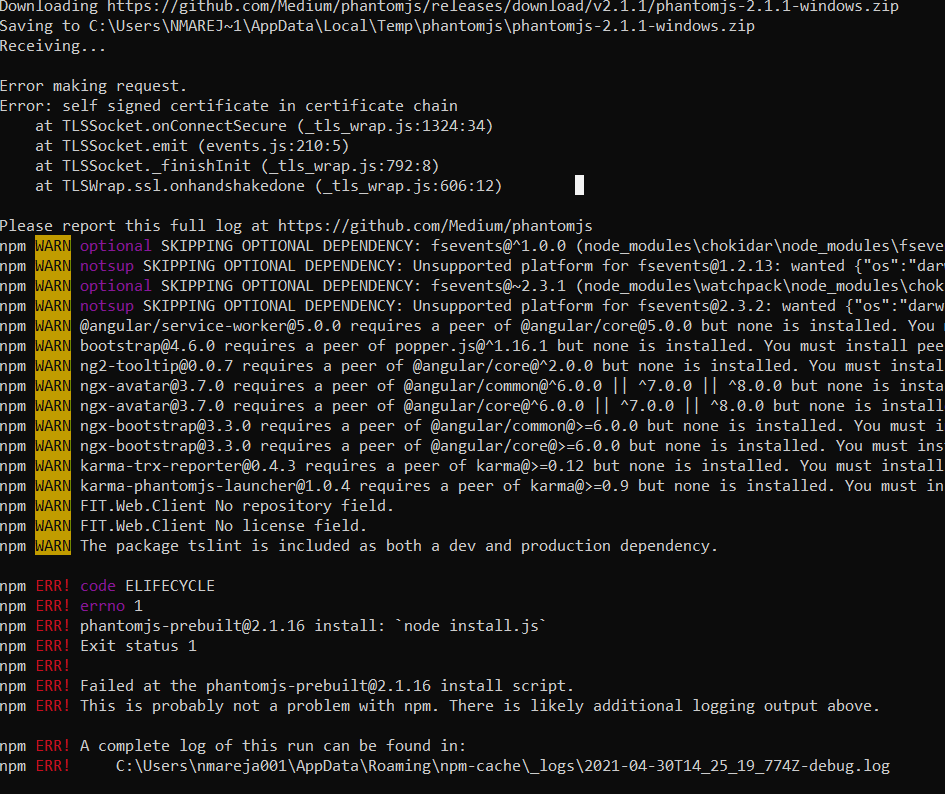 Downloading https://github.com/Medium/phantomjs/releases/download/v2.1.1/phantomjs-2.1.1-windows.zip
Saving to C:\Users\NMAREJ~1\AppData\Local\Temp\phantomjs\phantomjs-2.1.1-windows.zip
Receiving...
Error making request.
Error: self signed certificate in certificate chain
    at TLSSocket.onConnectSecure (_tls_wrap.js:1324:34)
    at TLSSocket.emit (events.js:210:5)
    at TLSSocket._finishInit (_tls_wrap.js:792:8)
    at TLSWrap.ssl.onhandshakedone (_tls_wrap.js:606:12)
Please report this full log at https://github.com/Medium/phantomjs
npm WARN optional SKIPPING OPTIONAL DEPENDENCY: fsevents@^1.0.0 (node_modules\chokidar\node_modules\fseve
npm WARN notsup SKIPPING OPTIONAL DEPENDENCY: Unsupported platform for fsevents@1.2.13: wanted {"os":"darw
npm WARN optional SKIPPING OPTIONAL DEPENDENCY: fsevents@~2.3.1 (node_modules\watchpack\node_modules\chok
npm WARN notsup SKIPPING OPTIONAL DEPENDENCY: Unsupported platform for fsevents@2.3.2: wanted {"os":"darw
npm WARN @angular/service-worker@5.0.0 requires a peer of @angular/core@5.0.0 but none is installed. You
npm WARN bootstrap@4.6.0 requires a peer of popper.js@^1.16.1 but none is installed. You must install pee
npm WARN ng2-tooltip@0.0.7 requires a peer of @angular/core@^2.0.0 but none is installed. You must instal
npm WARN ngx-avatar@3.7.0 requires a peer of @angular/common@^6.0.0 || ^7.0.0 || ^8.0.0 but none is insta
npm WARN ngx-avatar@3.7.0 requires a peer of @angular/core@^6.0.0 || ^7.0.0 || ^8.0.0 but none is install
npm WARN ngx-bootstrap@3.3.0 requires a peer of @angular/common@>=6.0.0 but none is installed. You must i
npm WARN ngx-bootstrap@3.3.0 requires a peer of @angular/core@>=6.0.0 but none is installed. You must ins
npm WARN karma-trx-reporter@0.4.3 requires a peer of karma@>=0.12 but none is installed. You must install
npm WARN karma-phantomjs-launcher@1.0.4 requires a peer of karma@>=0.9 but none is installed. You must in
npm WARN FIT.Web.Client No repository field.
npm WARN FIT.Web.Client No license field.
npm WARN The package tslint is included as both a dev and production dependency.
npm ERR! code ELIFECYCLE
npm ERR! errno 1
npm ERR! phantomjs-prebuilt@2.1.16 install: `node install.js`
npm ERR! Exit status 1
npm ERR!
npm ERR! Failed at the phantomjs-prebuilt@2.1.16 install script.
npm ERR! This is probably not a problem with npm. There is likely additional logging output above.
npm ERR! A complete log of this run can be found in:
npm ERR!     C:\Users\nmareja001\AppData\Roaming\npm-cache\_logs\2021-04-30T14_25_19_774Z-debug.log